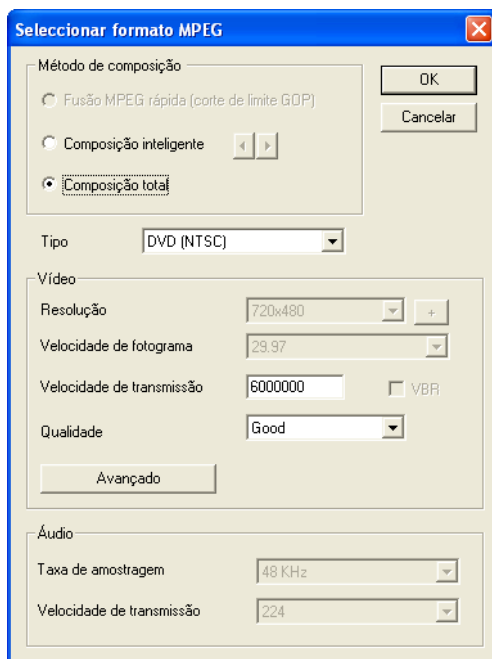 Seleccionar formato MPEG
Método de composição
OK
Fusão MPEG rápida (corte de limite GOP)
Cancelar
Composição inteligente
Composição total
Tipo DVD (NTSC)
Vídeo
Resolução 720x480 +
Velocidade de fotograma 29.97
Velocidade de transmissão 6000000 VBR
Qualidade Good
Avançado
Áudio
Taxa de amostragem 48 KHz
Velocidade de transmissão 224